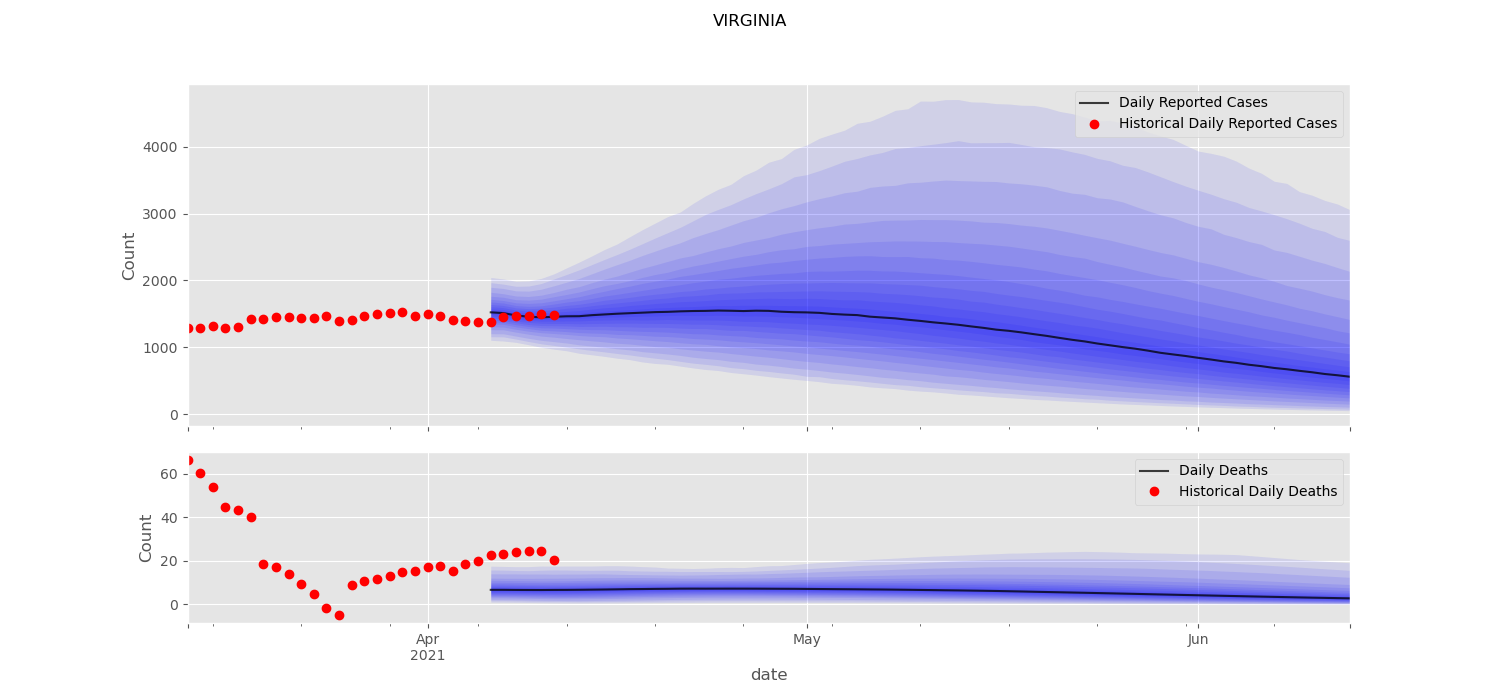 VIRGINIA
Daily Reported Cases
Historical Daily Reported Cases
Count
4000
3000
2000
1000
0
Daily Deaths
Historical Daily Deaths
Count
60
40
20
0
Apr
2021
May
Jun
date